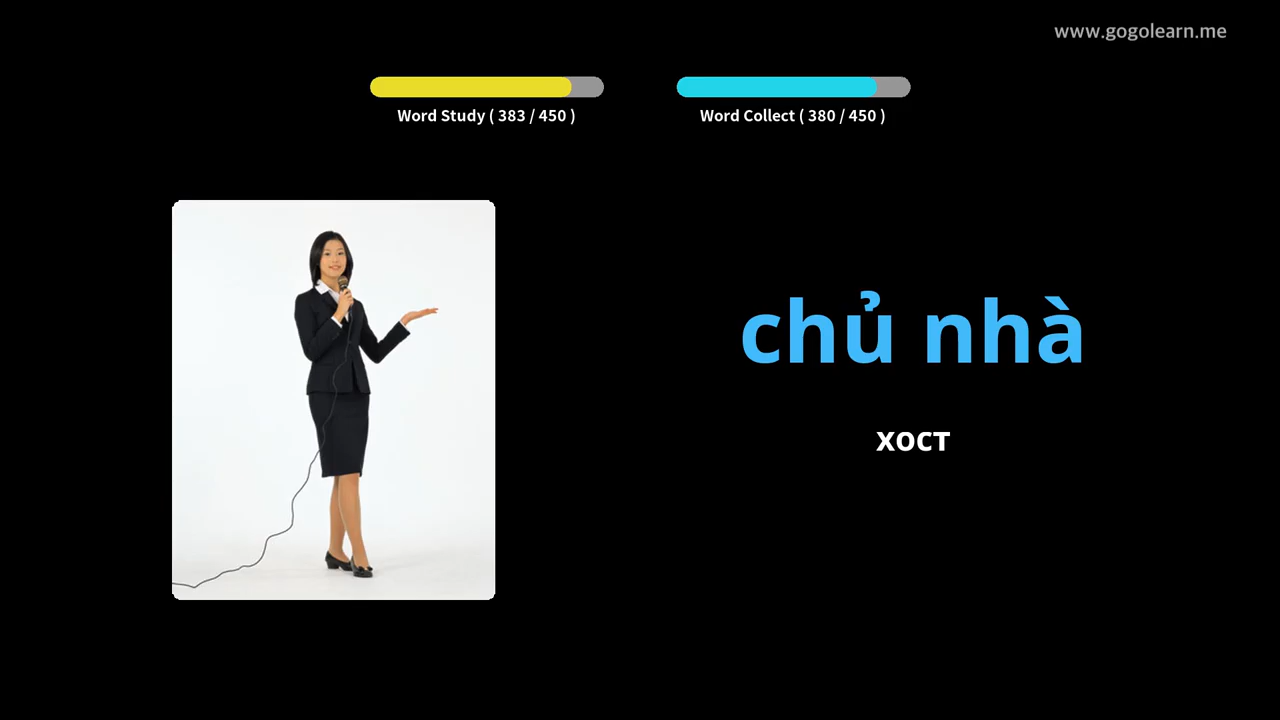 www.gogolearn.me
Word Study ( 383 / 450 )
Word Collect ( 380 / 450 )
chủ nhà
хост